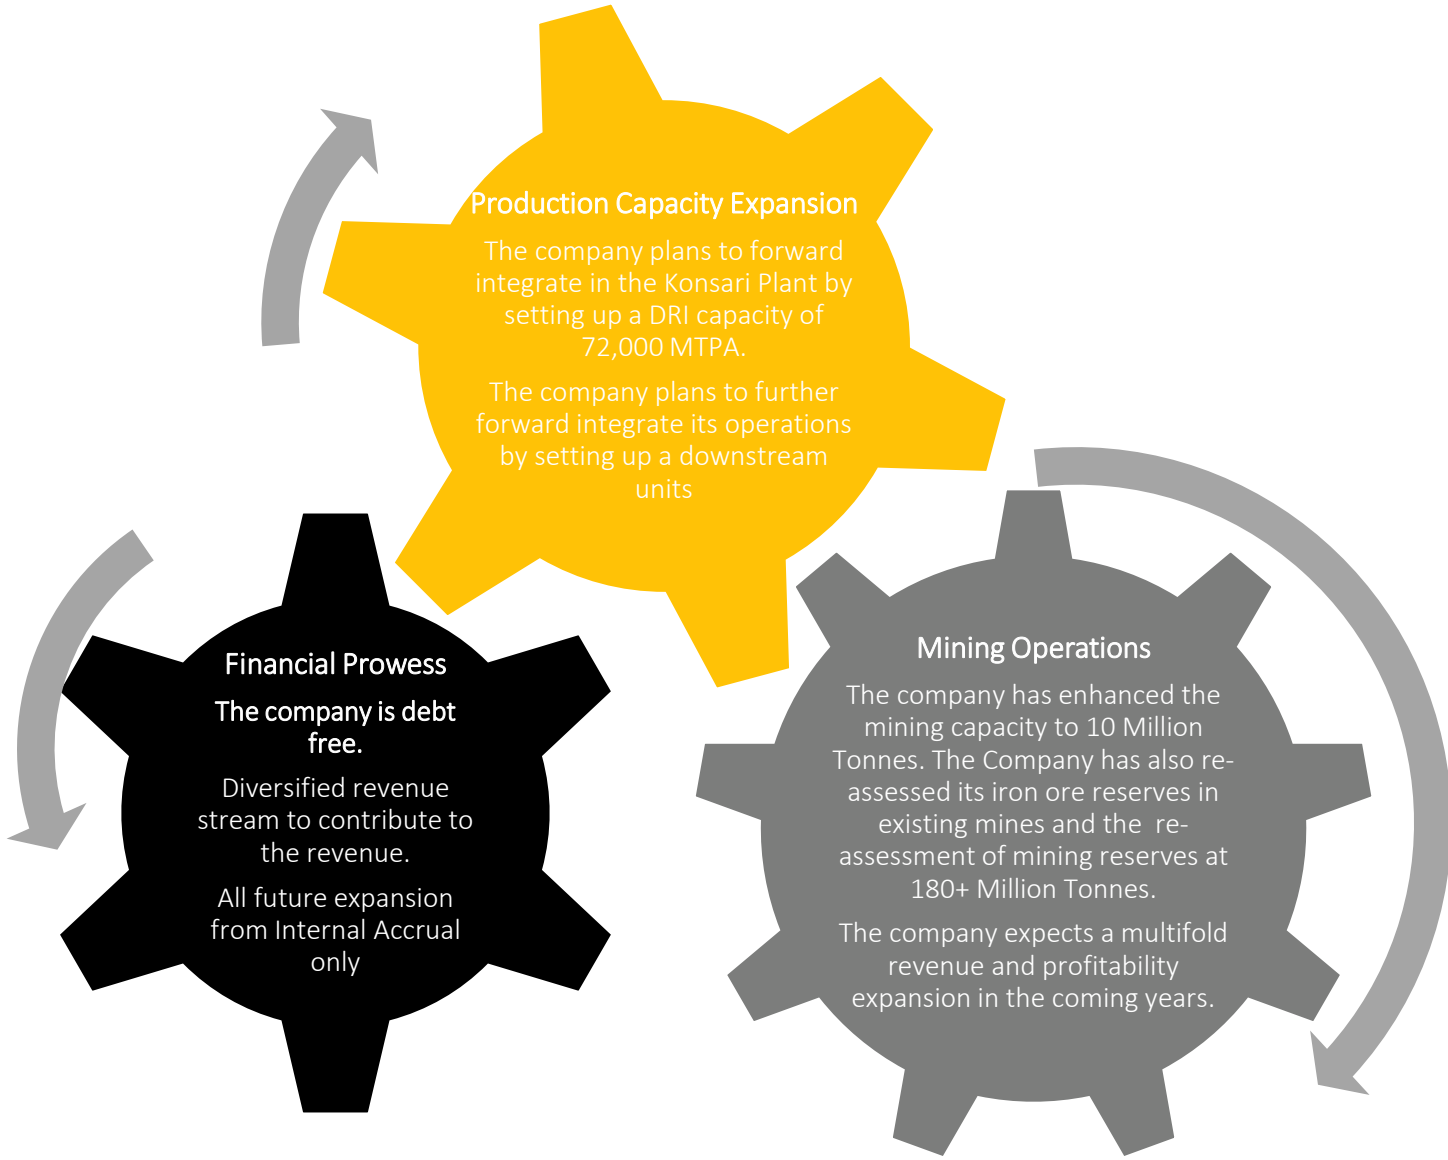 Production Capacity Expansion
The company plans to forward
integrate in the Konsari Plant by
setting up a DRI capacity of
72,000 MTPA.
The company plans to further
forward integrate its operations
by setting up a downstream
units
Financial Prowess
The company is debt
free.
Diversified revenue
stream to contribute to
the revenue.
All future expansion
from Internal Accrual
only
Mining Operations
The company has enhanced the
mining capacity to 10 Million
Tonnes. The Company has also re-
assessed its iron ore reserves in
existing mines and the  re-
assessment of mining reserves at
180+ Million Tonnes.
The company expects a multifold
revenue and profitability
expansion in the coming years.